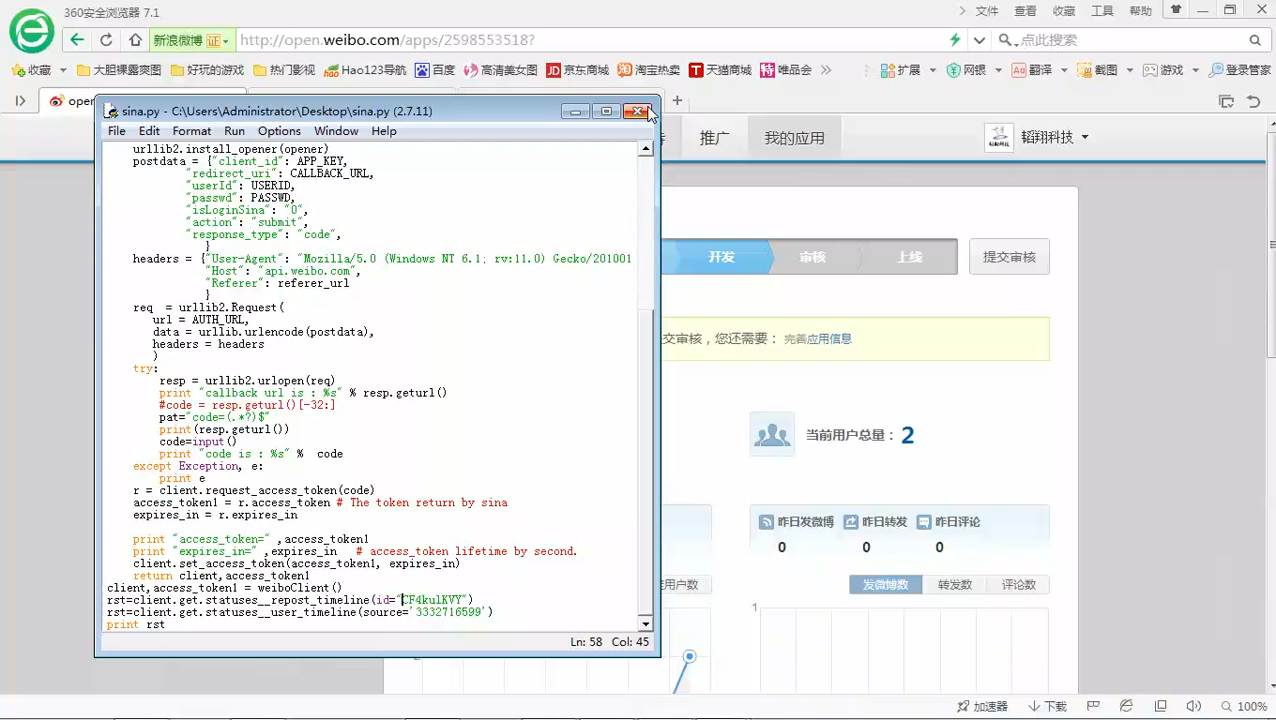 360安全浏览器 7.1
文件 查看 收藏 工具 帮助
新浪微博 证 http://open.weibo.com/apps/2598553518? 点此搜索
收藏 大胆裸露爽图 好玩的游戏 热门影视 Hao123导航 百度 高清美女图 京东商城 淘宝热卖 天猫商城 唯品会 扩展 网银 翻译 截图 游戏 登录管家
open
sina.py - C:\Users\Administrator\Desktop\sina.py (2.7.11)
File Edit Format Run Options Window Help
urllib2.install_opener(opener)
postdata = {"client_id": APP_KEY,
"redirect_uri": CALLBACK_URL,
"userId": USERID,
"passwd": PASSWD,
"isLoginSina": "0",
"action": "submit",
"response_type": "code",
}
headers = {"User-Agent": "Mozilla/5.0 (Windows NT 6.1; rv:11.0) Gecko/201001
"Host": "api.weibo.com",
"Referer": referer_url
}
req = urllib2.Request(
url = AUTH_URL,
data = urllib.urlencode(postdata),
headers = headers
)
try:
resp = urllib2.urlopen(req)
print "callback url is : %s" % resp.geturl()
#code = resp.geturl()[-32:]
pat="code=(.*?)$"
print(resp.geturl())
code=input()
print "code is : %s" % code
except Exception, e:
print e
r = client.request_access_token(code)
access_token1 = r.access_token # The token return by sina
expires_in = r.expires_in
print "access_token=" ,access_token1
print "expires_in=" ,expires_in # access_token lifetime by second.
client.set_access_token(access_token1, expires_in)
return client,access_token1
client,access_token1 = weiboClient()
rst=client.get.statuses__repost_timeline(id="CF4kulKVY")
rst=client.get.statuses__user_timeline(source='3332716599')
print rst
Ln: 58 Col: 45
推广 我的应用 韬翔科技
开发 审核 上线 提交审核
交审核，您还需要： 完善应用信息
当前用户总量： 2
昨日发微博 昨日转发 昨日评论
0 0 0
用户数 发微博数 转发数 评论数
1
加速器 下载 100%